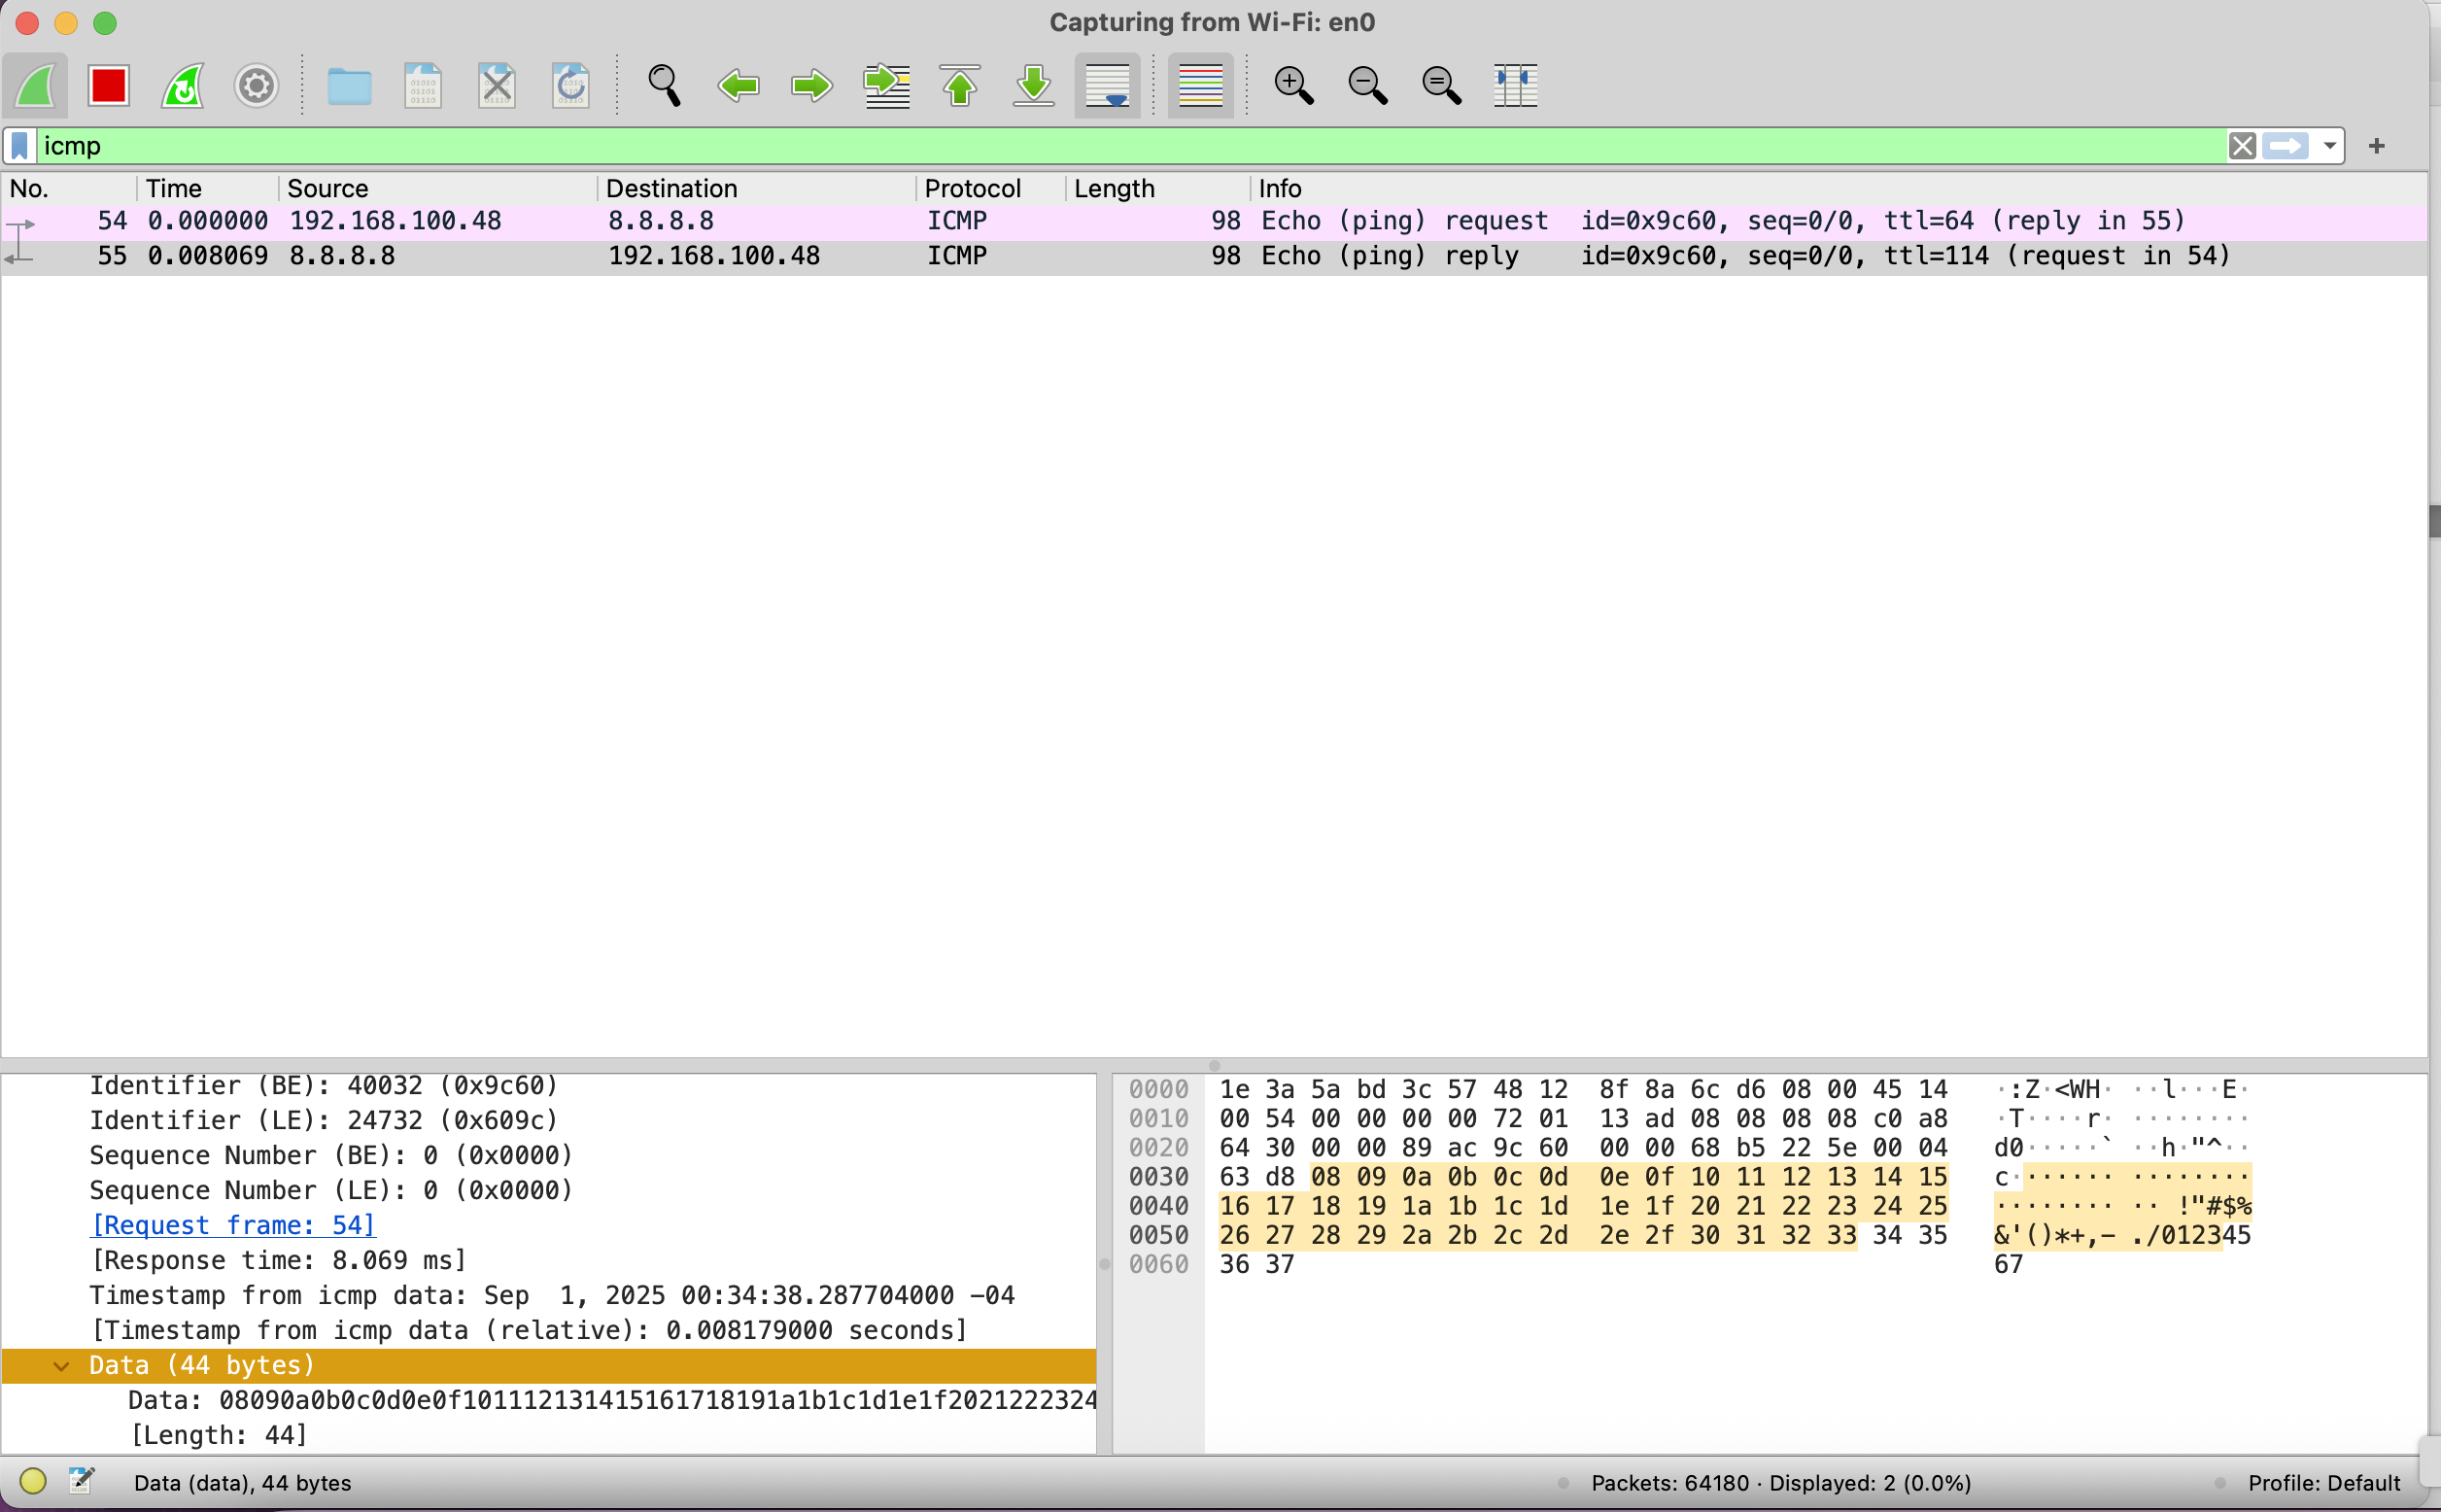 Capturing from Wi-Fi: en0
icmp
No. Time Source Destination Protocol Length Info
54 0.000000 192.168.100.48 8.8.8.8 ICMP 98 Echo (ping) request id=0x9c60, seq=0/0, ttl=64 (reply in 55)
55 0.008069 8.8.8.8 192.168.100.48 ICMP 98 Echo (ping) reply id=0x9c60, seq=0/0, ttl=114 (request in 54)
Identifier (BE): 40032 (0x9c60)
Identifier (LE): 24732 (0x609c)
Sequence Number (BE): 0 (0x0000)
Sequence Number (LE): 0 (0x0000)
[Request frame: 54]
[Response time: 8.069 ms]
Timestamp from icmp data: Sep  1, 2025 00:34:38.287704000 -04
[Timestamp from icmp data (relative): 0.008179000 seconds]
Data (44 bytes)
Data: 08090a0b0c0d0e0f101112131415161718191a1b1c1d1e1f2021222324
[Length: 44]
0000 1e 3a 5a bd 3c 57 48 12 8f 8a 6c d6 08 00 45 14 ·:Z·<WH· ··l···E·
0010 00 54 00 00 00 00 72 01 13 ad 08 08 08 08 c0 a8 ·T····r· ········
0020 64 30 00 00 89 ac 9c 60 00 00 68 b5 22 5e 00 04 d0·····` ··h·"^··
0030 63 d8 08 09 0a 0b 0c 0d 0e 0f 10 11 12 13 14 15 c······· ········
0040 16 17 18 19 1a 1b 1c 1d 1e 1f 20 21 22 23 24 25 ········ ·· !"#$%
0050 26 27 28 29 2a 2b 2c 2d 2e 2f 30 31 32 33 34 35 &'()*+,- ./012345
0060 36 37 67
Data (data), 44 bytes
Packets: 64180 · Displayed: 2 (0.0%)
Profile: Default